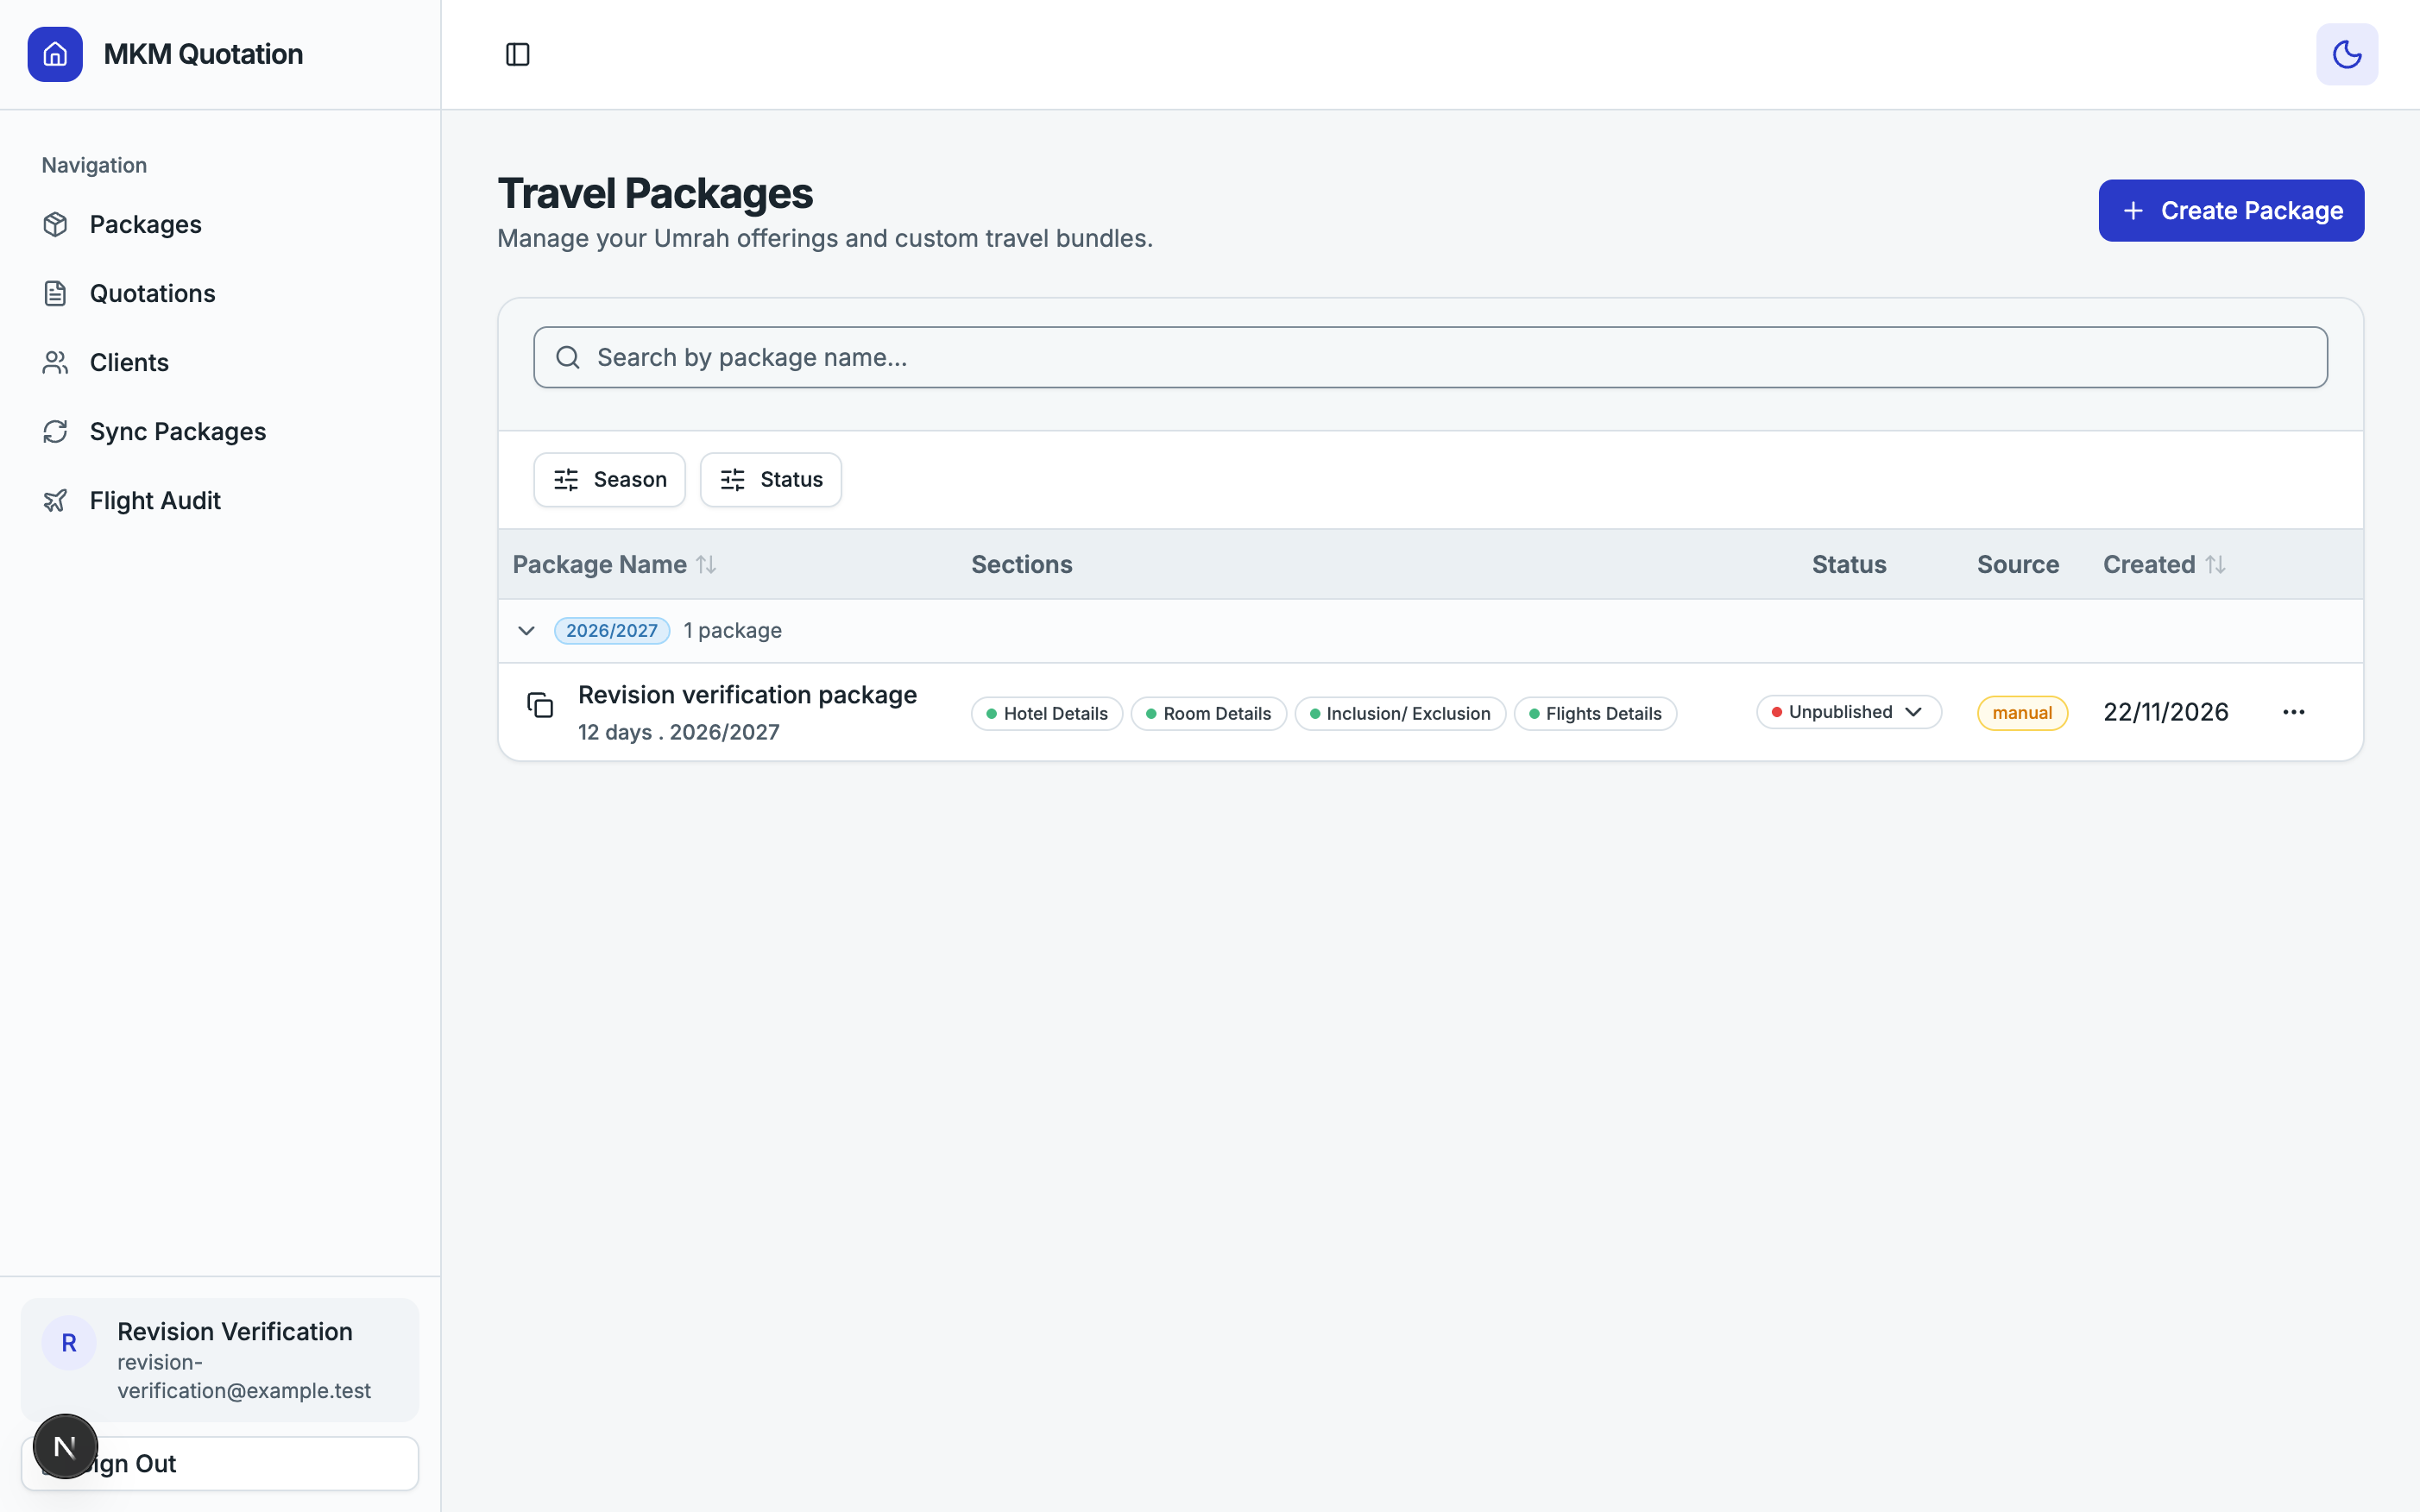 MKM Quotation
Navigation
Packages
Quotations
Clients
Sync Packages
Flight Audit
Travel Packages
Manage your Umrah offerings and custom travel bundles.
Create Package
Search by package name...
Season
Status
Package Name
Sections
Status
Source
Created
2026/2027
1 package
Revision verification package
12 days . 2026/2027
Hotel Details
Room Details
Inclusion/ Exclusion
Flights Details
Unpublished
manual
22/11/2026
R
Revision Verification
revision-
verification@example.test
N
ign Out